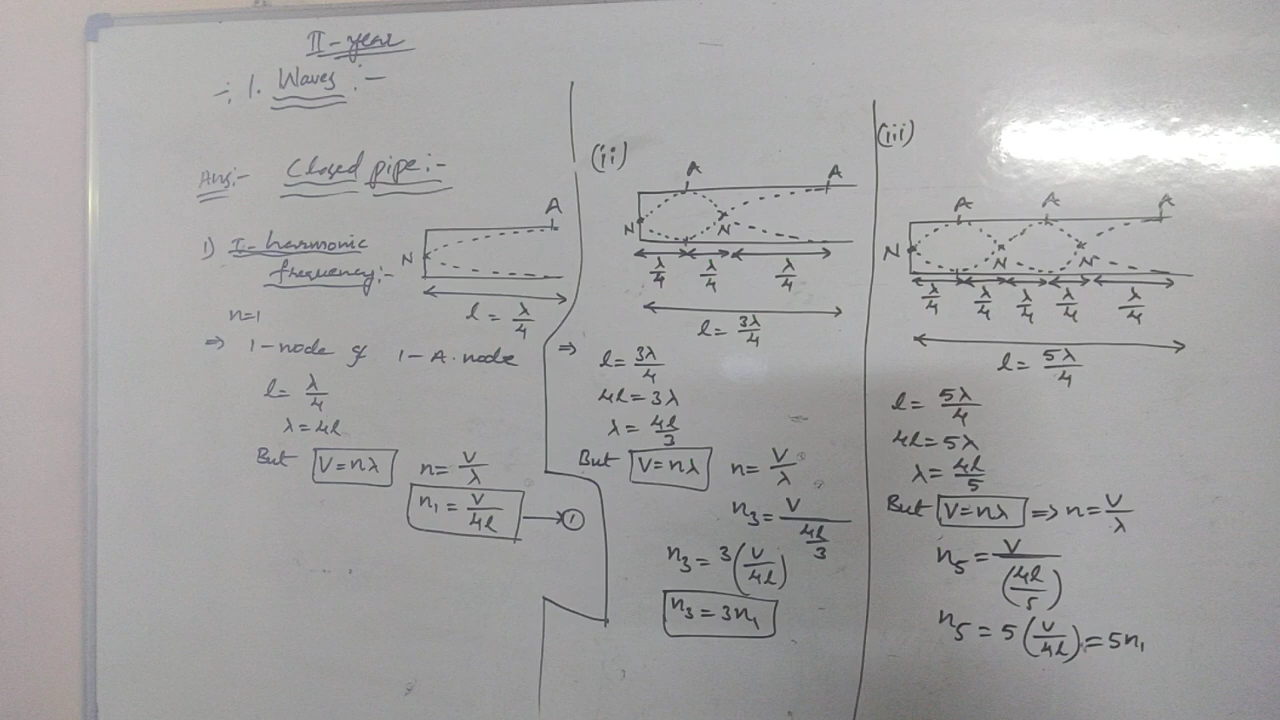 II-year
÷ 1. Waves :-
Ans:- Closed pipe:-
1) I-harmonic
frequency:-
A
N
l = λ/4
n=1
⇒ 1-node & 1-A.node
l = λ/4
λ = 4l
But V=nλ n = V/λ
n₁ = V/4l → ①
(ii)
A A
N N
λ/4 λ/4 λ/4
l = 3λ/4
⇒ l = 3λ/4
4l = 3λ
λ = 4l/3
But V=nλ n = V/λ
n₃ = V/(4l/3)
n₃ = 3(V/4l)
n₃ = 3n₁
(iii)
A A A
N N N
λ/4 λ/4 λ/4 λ/4 λ/4
l = 5λ/4
l = 5λ/4
4l = 5λ
λ = 4l/5
But V=nλ ⇒ n = V/λ
n₅ = V/(4l/5)
n₅ = 5(V/4l) = 5n₁